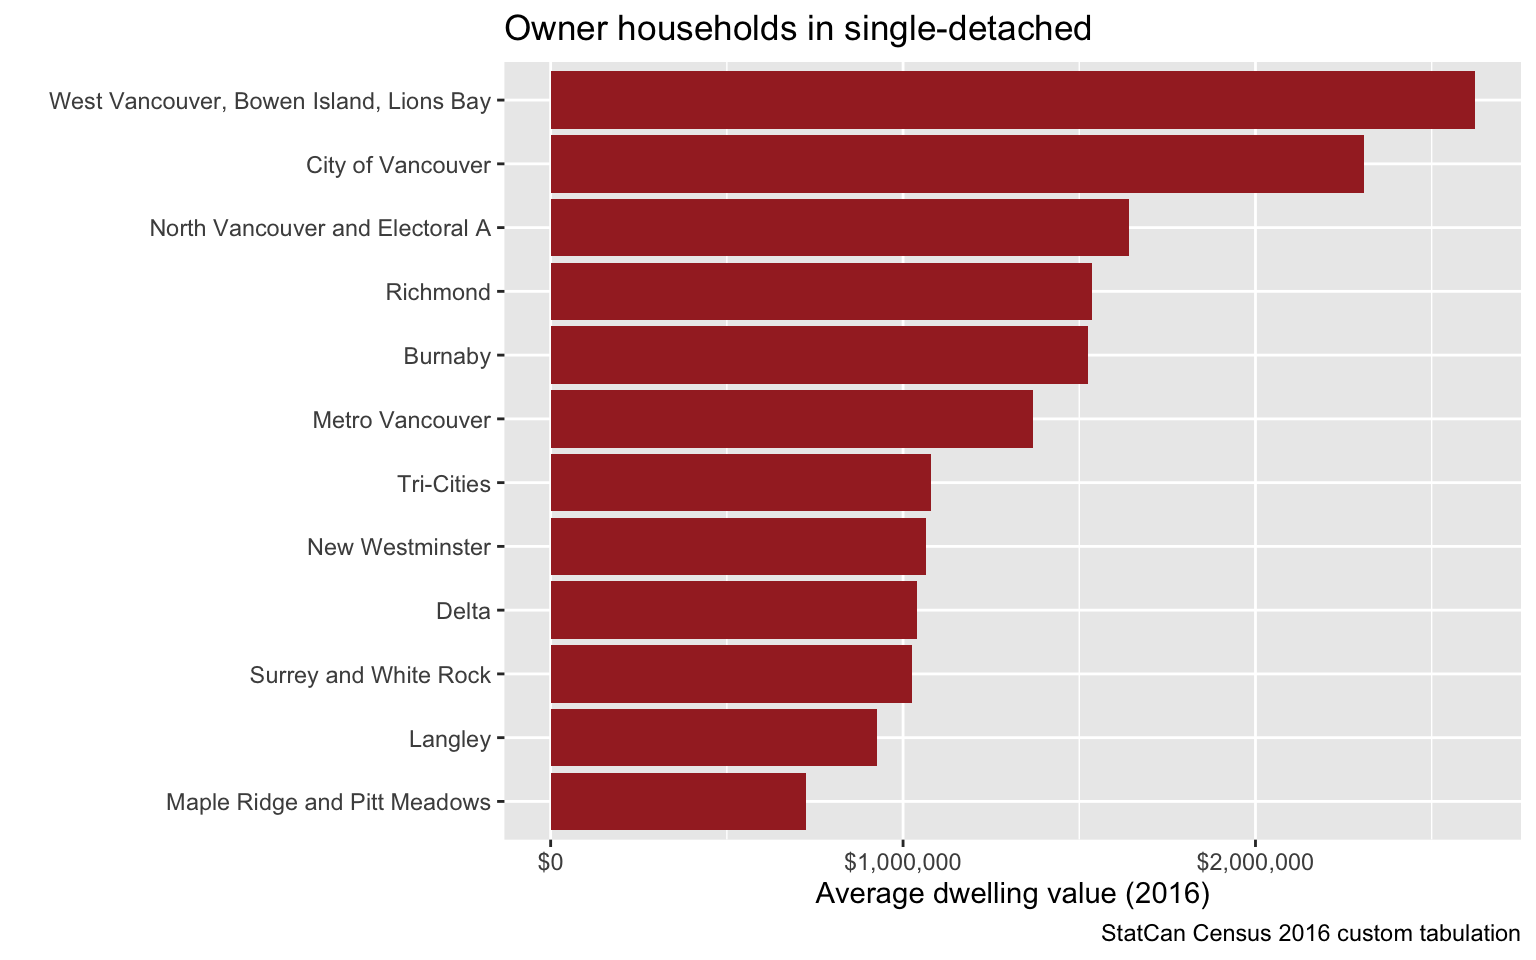 Owner households in single-detached
West Vancouver, Bowen Island, Lions Bay
City of Vancouver
North Vancouver and Electoral A
Richmond
Burnaby
Metro Vancouver
Tri-Cities
New Westminster
Delta
Surrey and White Rock
Langley
Maple Ridge and Pitt Meadows
$0 $1,000,000 $2,000,000
Average dwelling value (2016)
StatCan Census 2016 custom tabulation